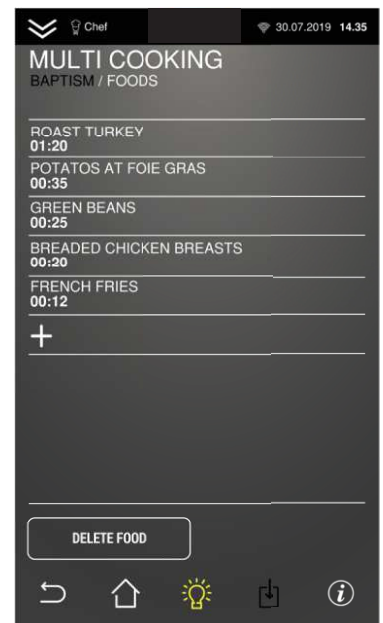 Chef
30.07.2019 14.35
MULTI COOKING
BAPTISM / FOODS
ROAST TURKEY
01:20
POTATOS AT FOIE GRAS
00:35
GREEN BEANS
00:25
BREADED CHICKEN BREASTS
00:20
FRENCH FRIES
00:12
+
DELETE FOOD
i